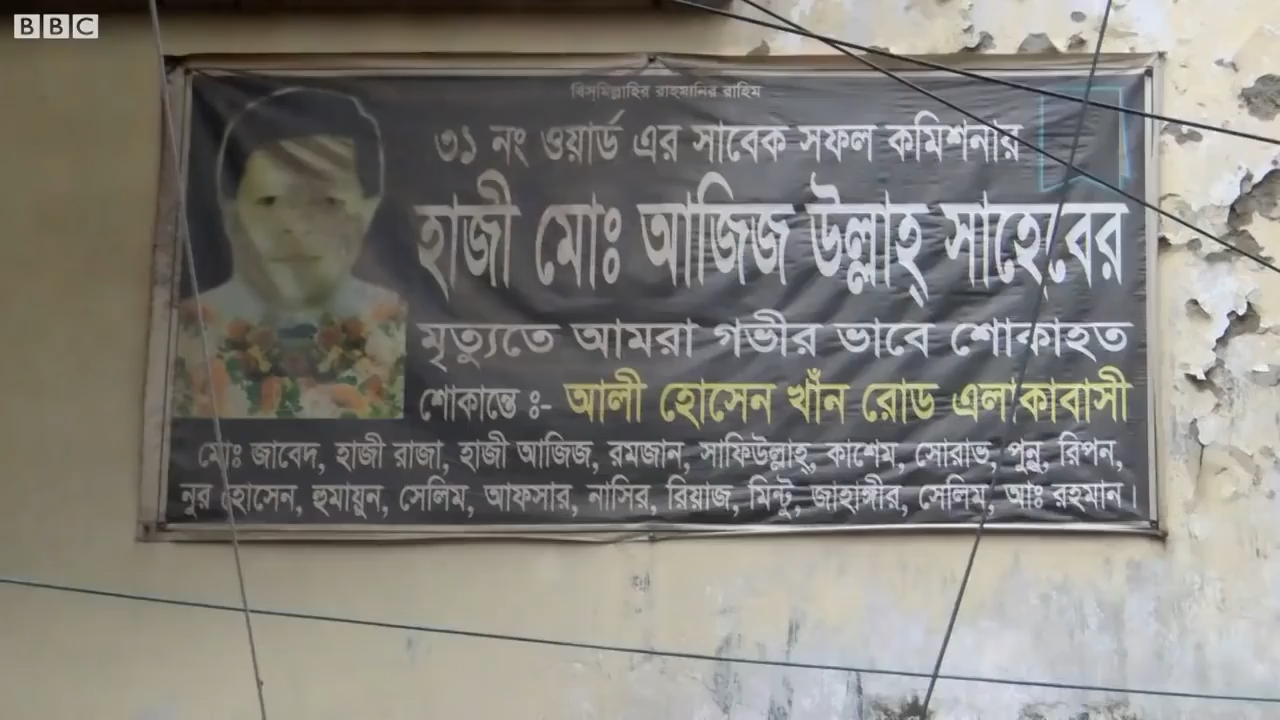 BBC
বিসমিল্লাহির রাহমানির রাহিম
৩১ নং ওয়ার্ড এর সাবেক সফল কমিশনার
হাজী মোঃ আজিজ উল্লাহ্ সাহেবের
মৃত্যুতে আমরা গভীর ভাবে শোকাহত
শোকান্তে ঃ- আলী হোসেন খাঁন রোড এলাকাবাসী
মোঃ জাবেদ, হাজী রাজা, হাজী আজিজ, রমজান, সাফিউল্লাহ্, কাশেম, সোরাভ, পুনু, রিপন,
নুর হোসেন, হুমায়ুন, সেলিম, আফসার, নাসির, রিয়াজ, মিন্টু, জাহাঙ্গীর, সেলিম, আঃ রহমান।